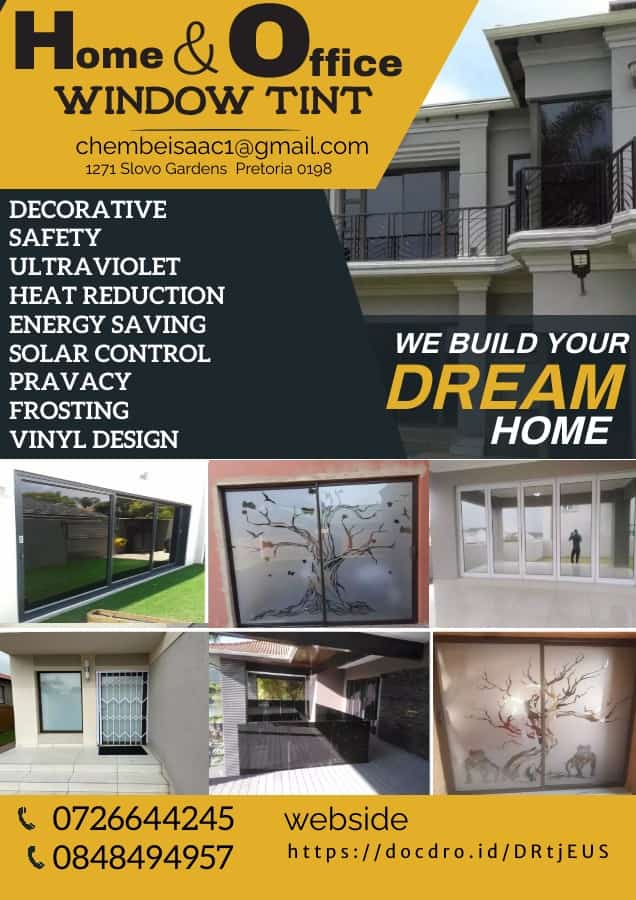 Home & Office
WINDOW TINT
chembeisaac1@gmail.com
1271 Slovo Gardens Pretoria 0198
DECORATIVE
SAFETY
ULTRAVIOLET
HEAT REDUCTION
ENERGY SAVING
SOLAR CONTROL
PRAVACY
FROSTING
VINYL DESIGN
WE BUILD YOUR
DREAM
HOME
0726644245
0848494957
webside
https://docdro.id/DRtjEUS